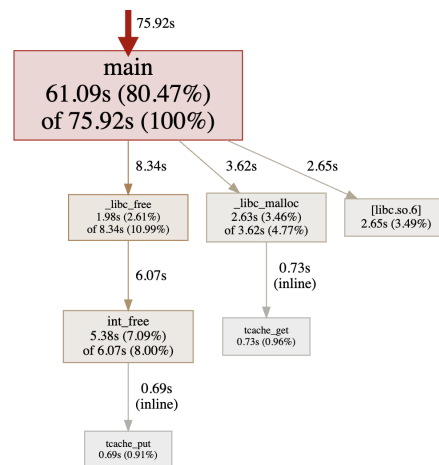 75.92s
main
61.09s (80.47%)
of 75.92s (100%)
8.34s
3.62s
2.65s
_libc_free
1.98s (2.61%)
of 8.34s (10.99%)
_libc_malloc
2.63s (3.46%)
of 3.62s (4.77%)
[libc.so.6]
2.65s (3.49%)
6.07s
0.73s
(inline)
int_free
5.38s (7.09%)
of 6.07s (8.00%)
tcache_get
0.73s (0.96%)
0.69s
(inline)
tcache_put
0.69s (0.91%)